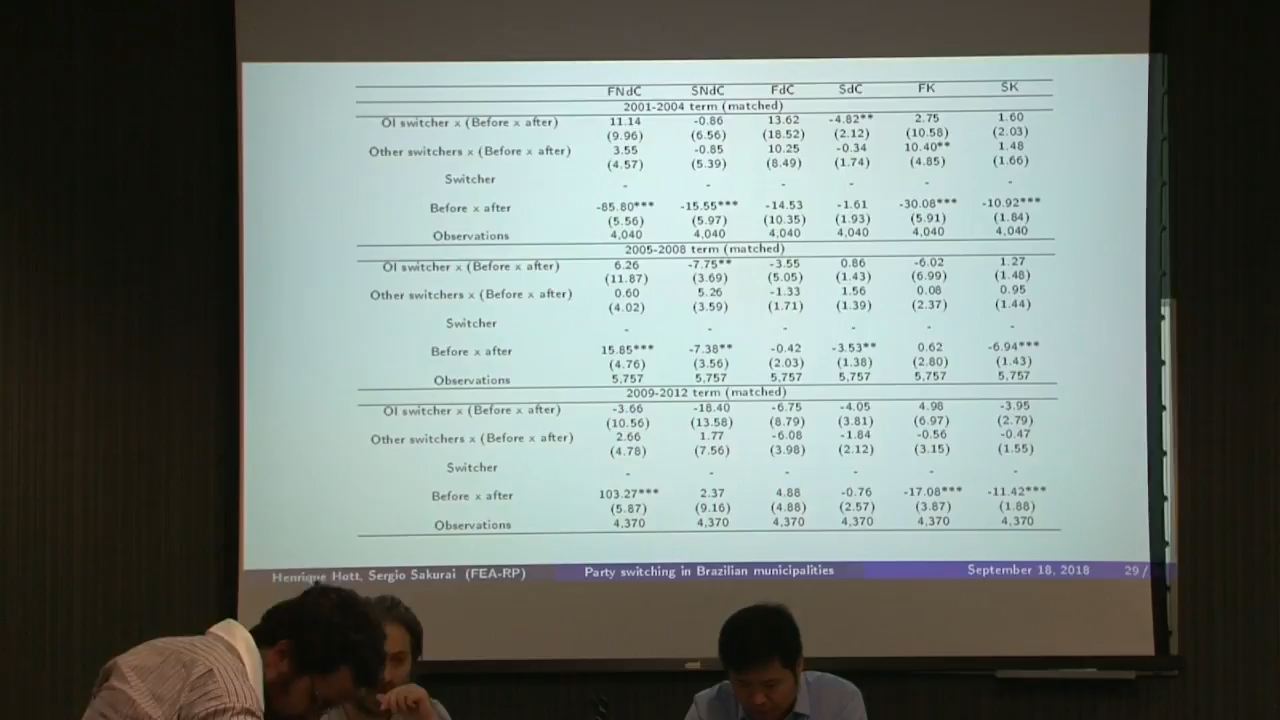 FNdC SNdC FdC SdC FK SK
2001-2004 term (matched)
OI switcher x (Before x after) 11.14 -0.86 13.62 -4.82** 2.75 1.60
(9.96) (6.56) (18.52) (2.12) (10.58) (2.03)
Other switchers x (Before x after) 3.55 -0.85 10.25 -0.34 10.40** 1.48
(4.57) (5.39) (8.49) (1.74) (4.85) (1.66)
Switcher - - - - - -
Before x after -85.80*** -15.55*** -14.53 -1.61 -30.08*** -10.92***
(5.56) (5.97) (10.35) (1.93) (5.91) (1.84)
Observations 4,040 4,040 4,040 4,040 4,040 4,040
2005-2008 term (matched)
OI switcher x (Before x after) 6.26 -7.75** -3.55 0.86 -6.02 1.27
(11.87) (3.69) (5.05) (1.43) (6.99) (1.48)
Other switchers x (Before x after) 0.60 5.26 -1.33 1.56 0.08 0.95
(4.02) (3.59) (1.71) (1.39) (2.37) (1.44)
Switcher - - - - - -
Before x after 15.85*** -7.38** -0.42 -3.53** 0.62 -6.94***
(4.76) (3.56) (2.03) (1.38) (2.80) (1.43)
Observations 5,757 5,757 5,757 5,757 5,757 5,757
2009-2012 term (matched)
OI switcher x (Before x after) -3.66 -18.40 -6.75 -4.05 4.98 -3.95
(10.56) (13.58) (8.79) (3.81) (6.97) (2.79)
Other switchers x (Before x after) 2.66 1.77 -6.08 -1.84 -0.56 -0.47
(4.78) (7.56) (3.98) (2.12) (3.15) (1.55)
Switcher - - - - - -
Before x after 103.27*** 2.37 4.88 -0.76 -17.08*** -11.42***
(5.87) (9.16) (4.88) (2.57) (3.87) (1.88)
Observations 4,370 4,370 4,370 4,370 4,370 4,370
Henrique Hott, Sergio Sakurai (FEA-RP) Party switching in Brazilian municipalities September 18, 2018 29 /